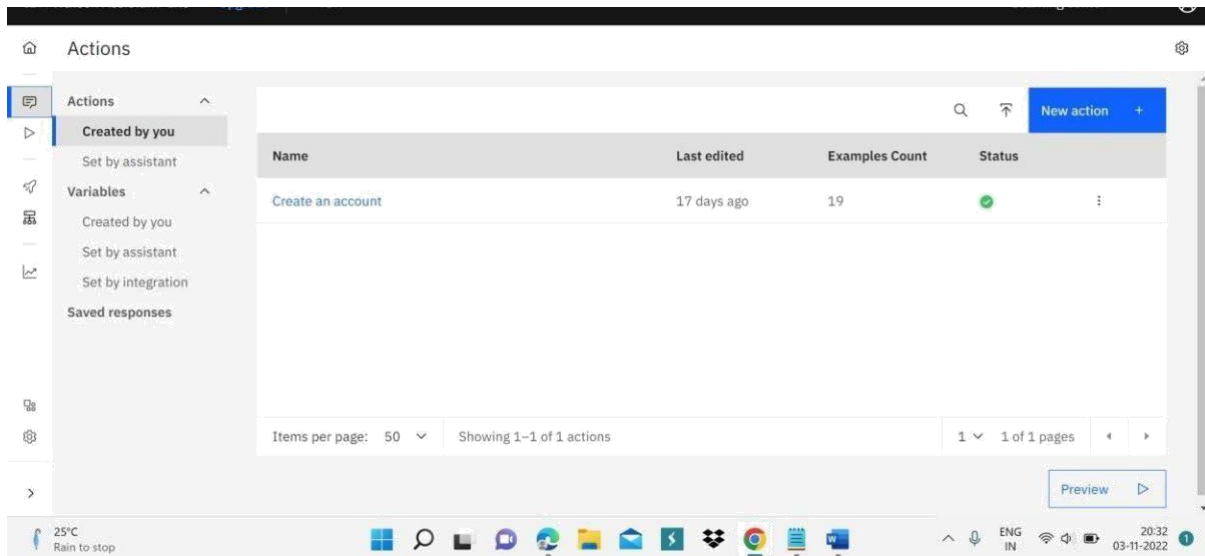 Actions
Actions
Created by you
Set by assistant
Variables
Created by you
Set by assistant
Set by integration
Saved responses
New action +
Name Last edited Examples Count Status
Create an account 17 days ago 19
Items per page: 50 Showing 1–1 of 1 actions 1 1 of 1 pages
Preview
25°C
Rain to stop
ENG
IN
20:32
03-11-2022
1